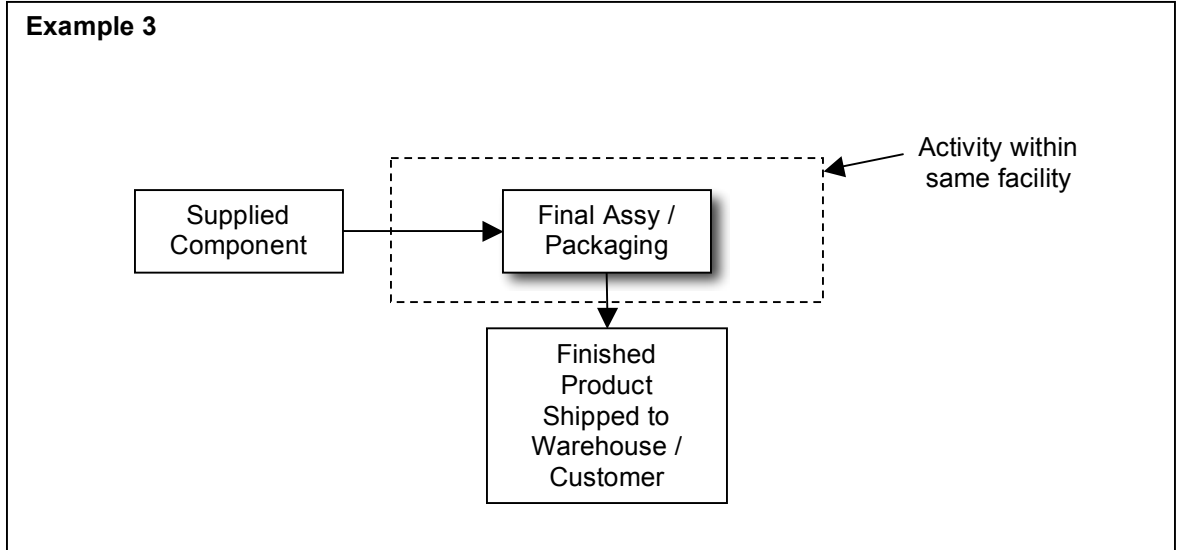 Example 3
Activity within
same facility
Supplied
Component
Final Assy /
Packaging
Finished
Product
Shipped to
Warehouse /
Customer